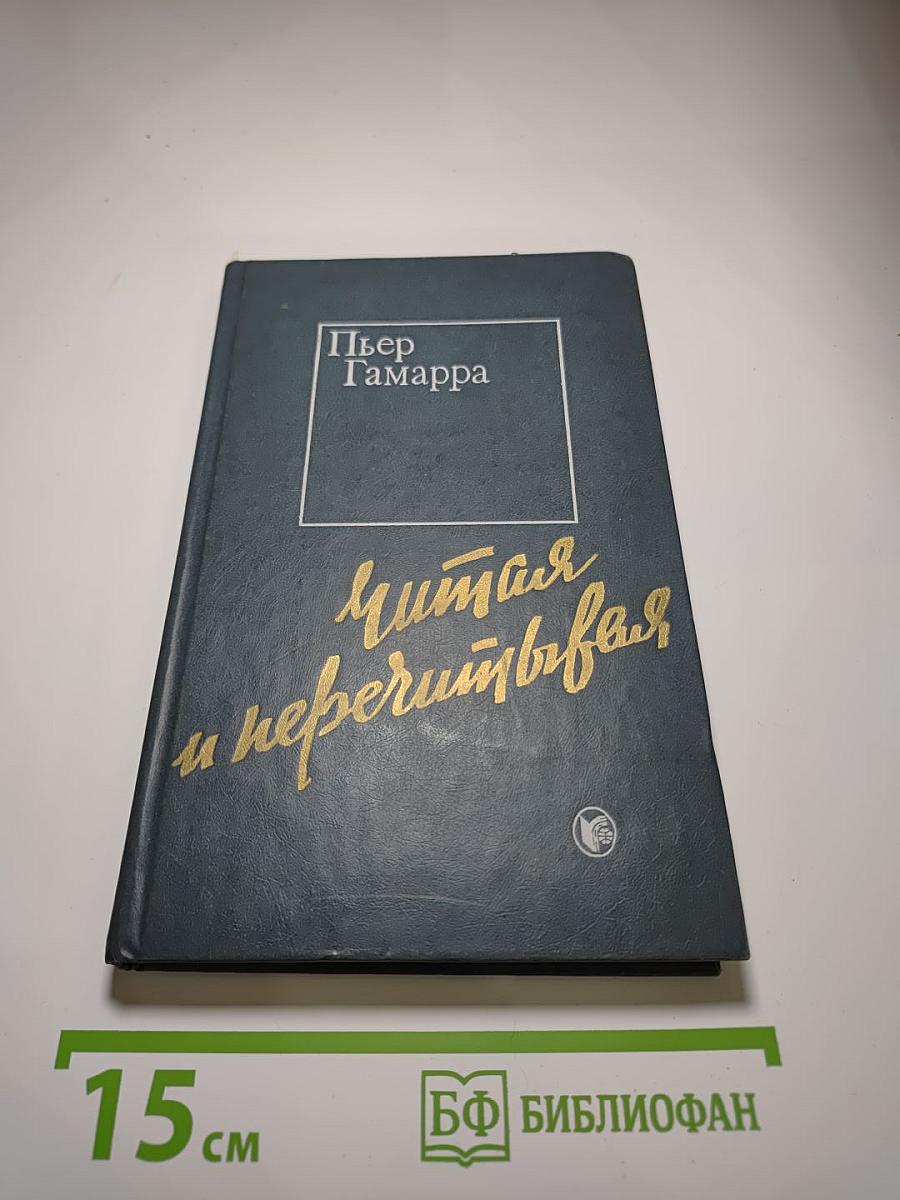 Пьер
Гамарра
Читая
и перечитывая
15 см
БФ БИБЛИОФАН